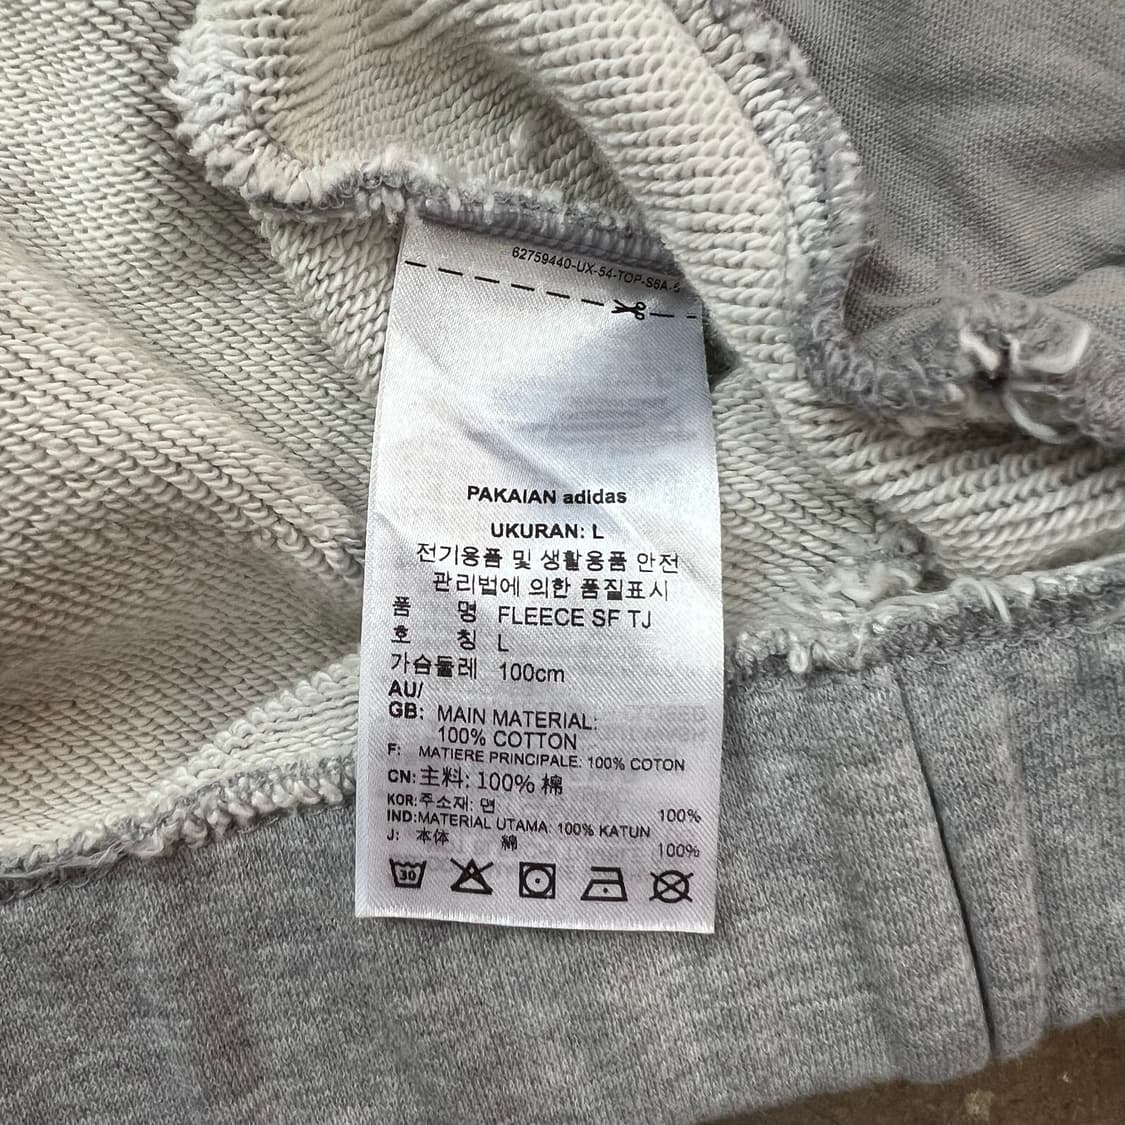 62759440-UX-54-TOP-S6A-
PAKAIAN adidas
UKURAN: L
전기용품 및 생활용품 안전
관리법에 의한 품질표시
품 명 FLEECE SF TJ
호 칭 L
가슴둘레 100cm
AU/
GB: MAIN MATERIAL:
100% COTTON
F: MATIERE PRINCIPALE: 100% COTON
CN: 主料: 100% 棉
KOR: 주소재: 면 100%
IND: MATERIAL UTAMA: 100% KATUN
J: 本体 綿 100%
30